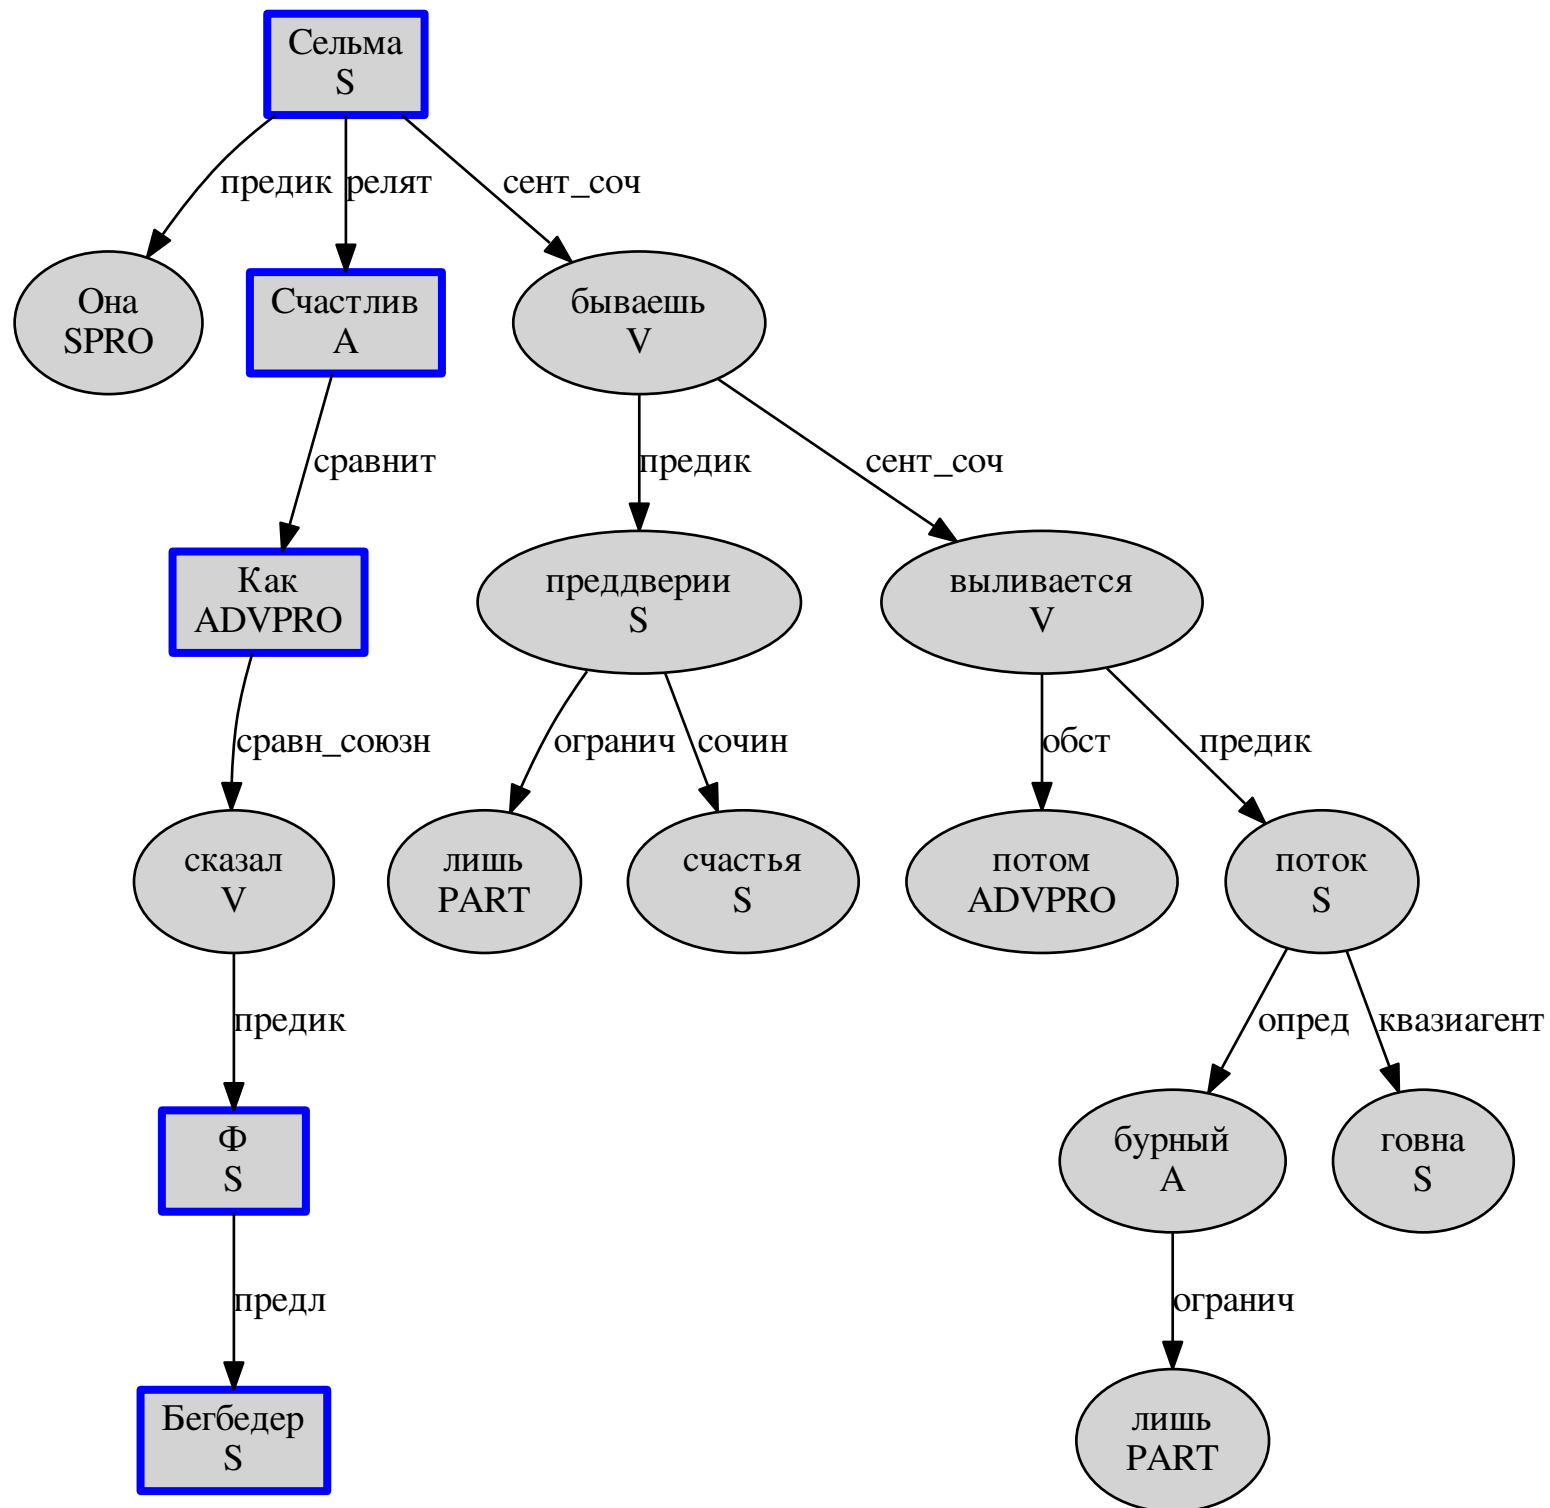 Сельма
S
предик
релят
сент_соч
Она
SPRO
Счастлив
A
бываешь
V
сравнит
предик
сент_соч
Как
ADVPRO
преддверии
S
выливается
V
сравн_союзн
огранич
сочин
обст
предик
сказал
V
лишь
PART
счастья
S
потом
ADVPRO
поток
S
предик
опред
квазиагент
Ф
S
бурный
A
говна
S
предл
огранич
Бегбедер
S
лишь
PART